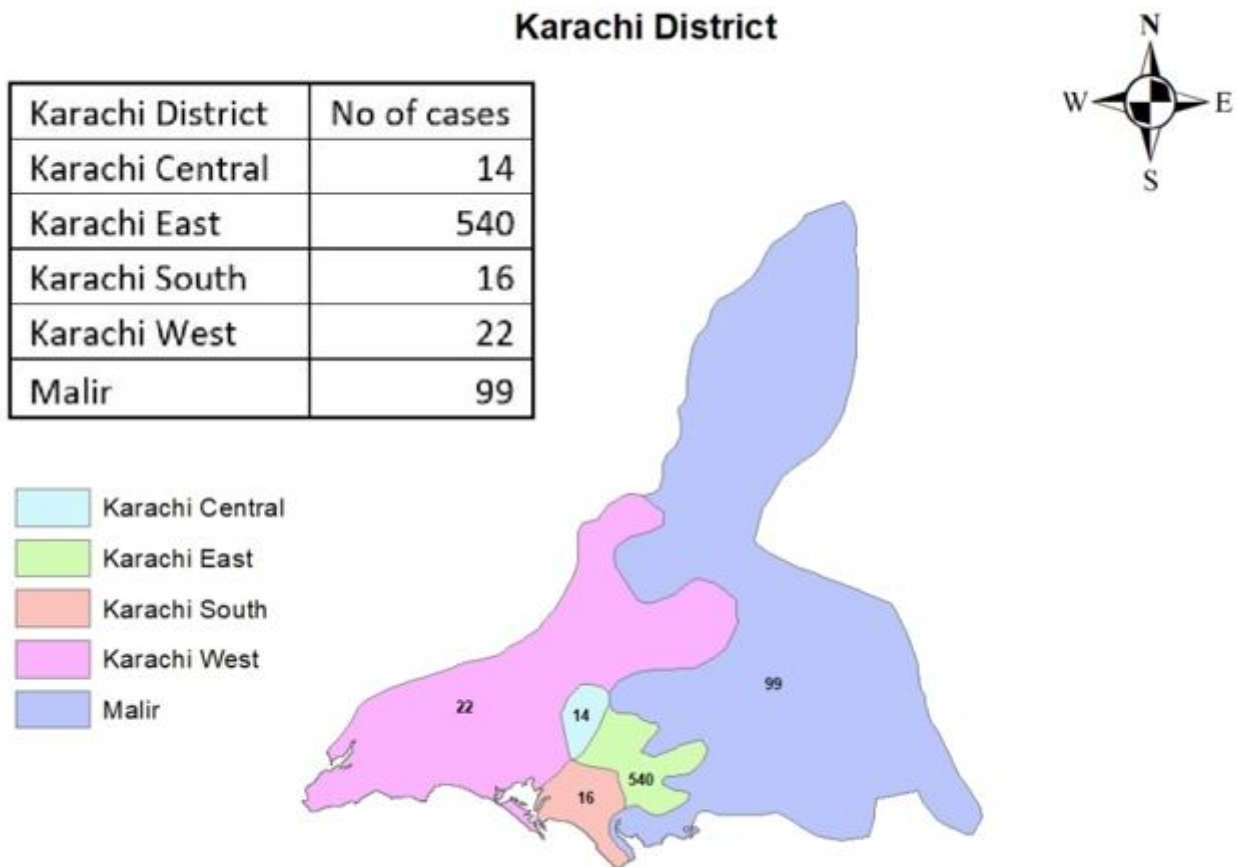 Karachi District
N
W E
S
Karachi District No of cases
Karachi Central 14
Karachi East 540
Karachi South 16
Karachi West 22
Malir 99
Karachi Central
Karachi East
Karachi South
Karachi West
Malir
99
22
14
540
16